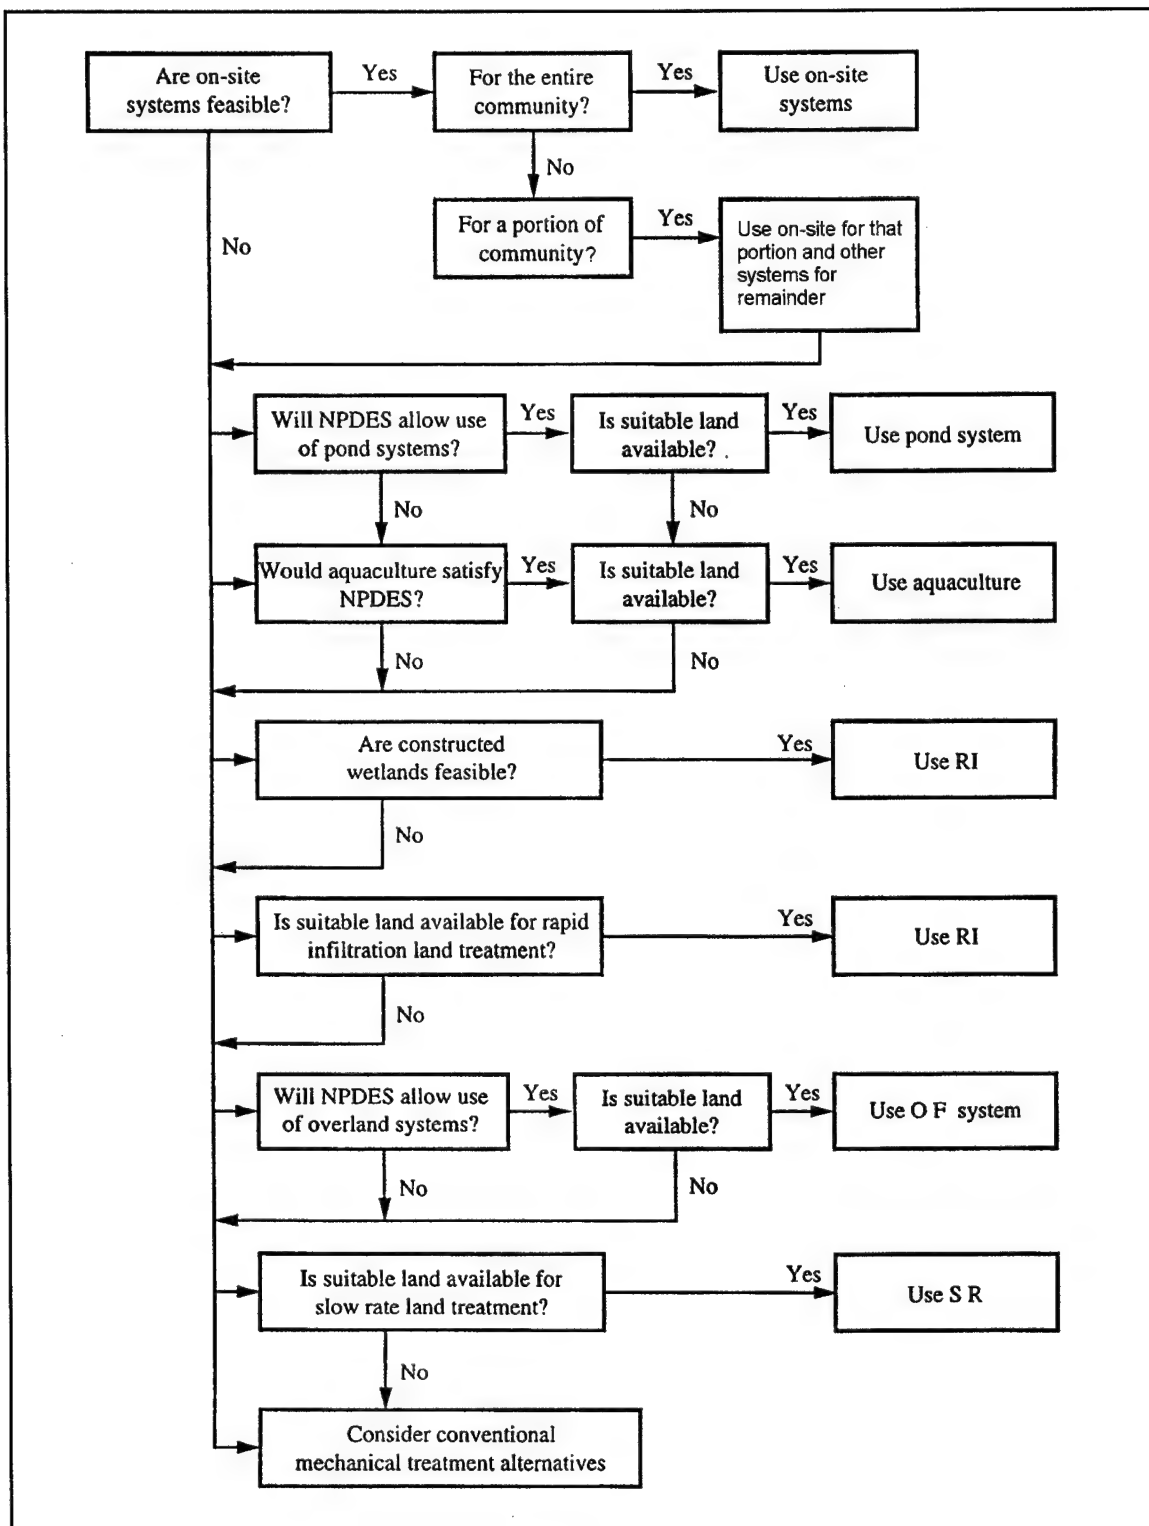 Are on-site
systems feasible?
Yes
For the entire
community?
Yes
Use on-site
systems
No
For a portion of
community?
Yes
Use on-site for that
portion and other
systems for
remainder
No
Will NPDES allow use
of pond systems?
Yes
Is suitable land
available?
Yes
Use pond system
No
No
Would aquaculture satisfy
NPDES?
Yes
Is suitable land
available?
Yes
Use aquaculture
No
No
Are constructed
wetlands feasible?
Yes
Use RI
No
Is suitable land available for rapid
infiltration land treatment?
Yes
Use RI
No
Will NPDES allow use
of overland systems?
Yes
Is suitable land
available?
Yes
Use O F system
No
No
Is suitable land available for
slow rate land treatment?
Yes
Use S R
No
Consider conventional
mechanical treatment alternatives